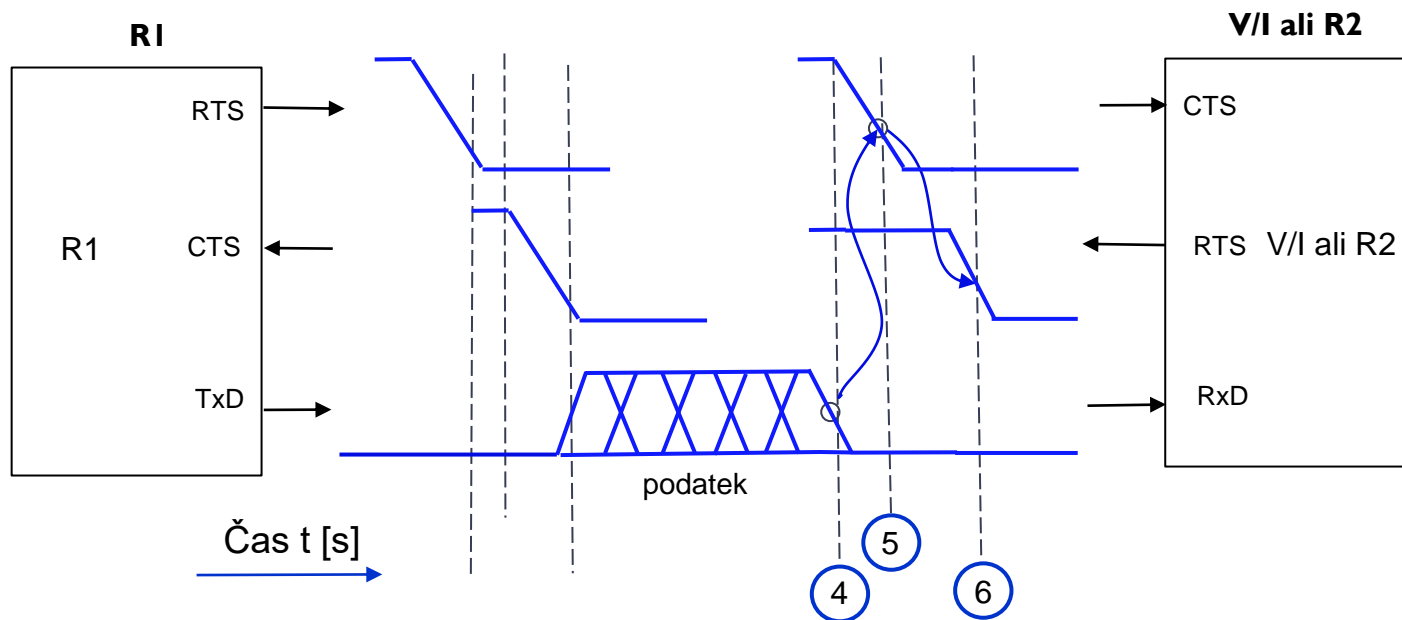 R1
V/I ali R2
RTS
CTS
R1
CTS
RTS
V/I ali R2
TxD
RxD
podatek
Čas t [s]
5
4
6